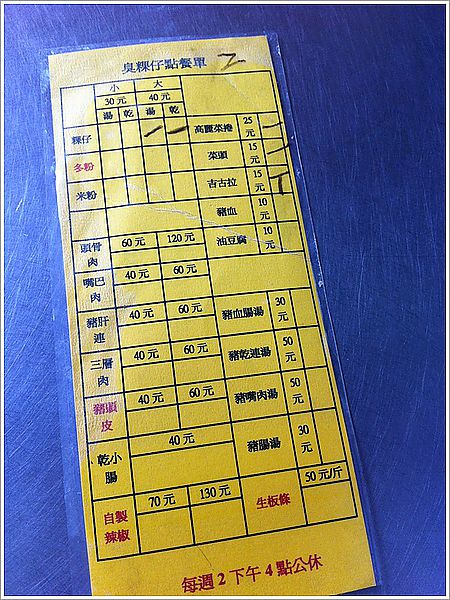 臭粿仔點餐單 2
小 大
30元 40元
湯 乾 湯 乾
粿仔 一 一 高麗菜捲 25元 一
冬粉 菜頭 15元
米粉 古古拉 15元
豬血 10元
油豆腐 10元
頭骨肉 60元 120元
嘴巴肉 40元 60元
豬肝連 40元 60元 豬血腸湯 30元
三層肉 40元 60元 豬乾連湯 50元
豬頭皮 40元 60元 豬嘴肉湯 50元
乾小腸 40元 豬腸湯 30元
自製辣椒 70元 130元 生板條 50元/斤
每週2下午4點公休